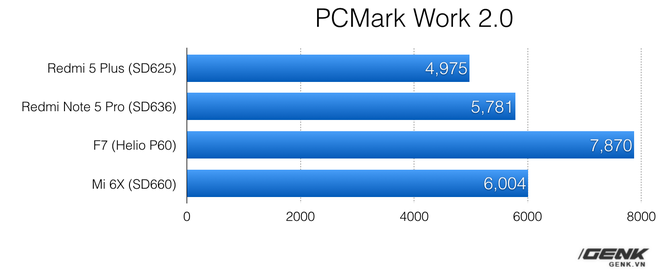 PCMark Work 2.0
Redmi 5 Plus (SD625) 4,975
Redmi Note 5 Pro (SD636) 5,781
F7 (Helio P60) 7,870
Mi 6X (SD660) 6,004
0 2000 4000 6000 8000
GENK
GENK.VN